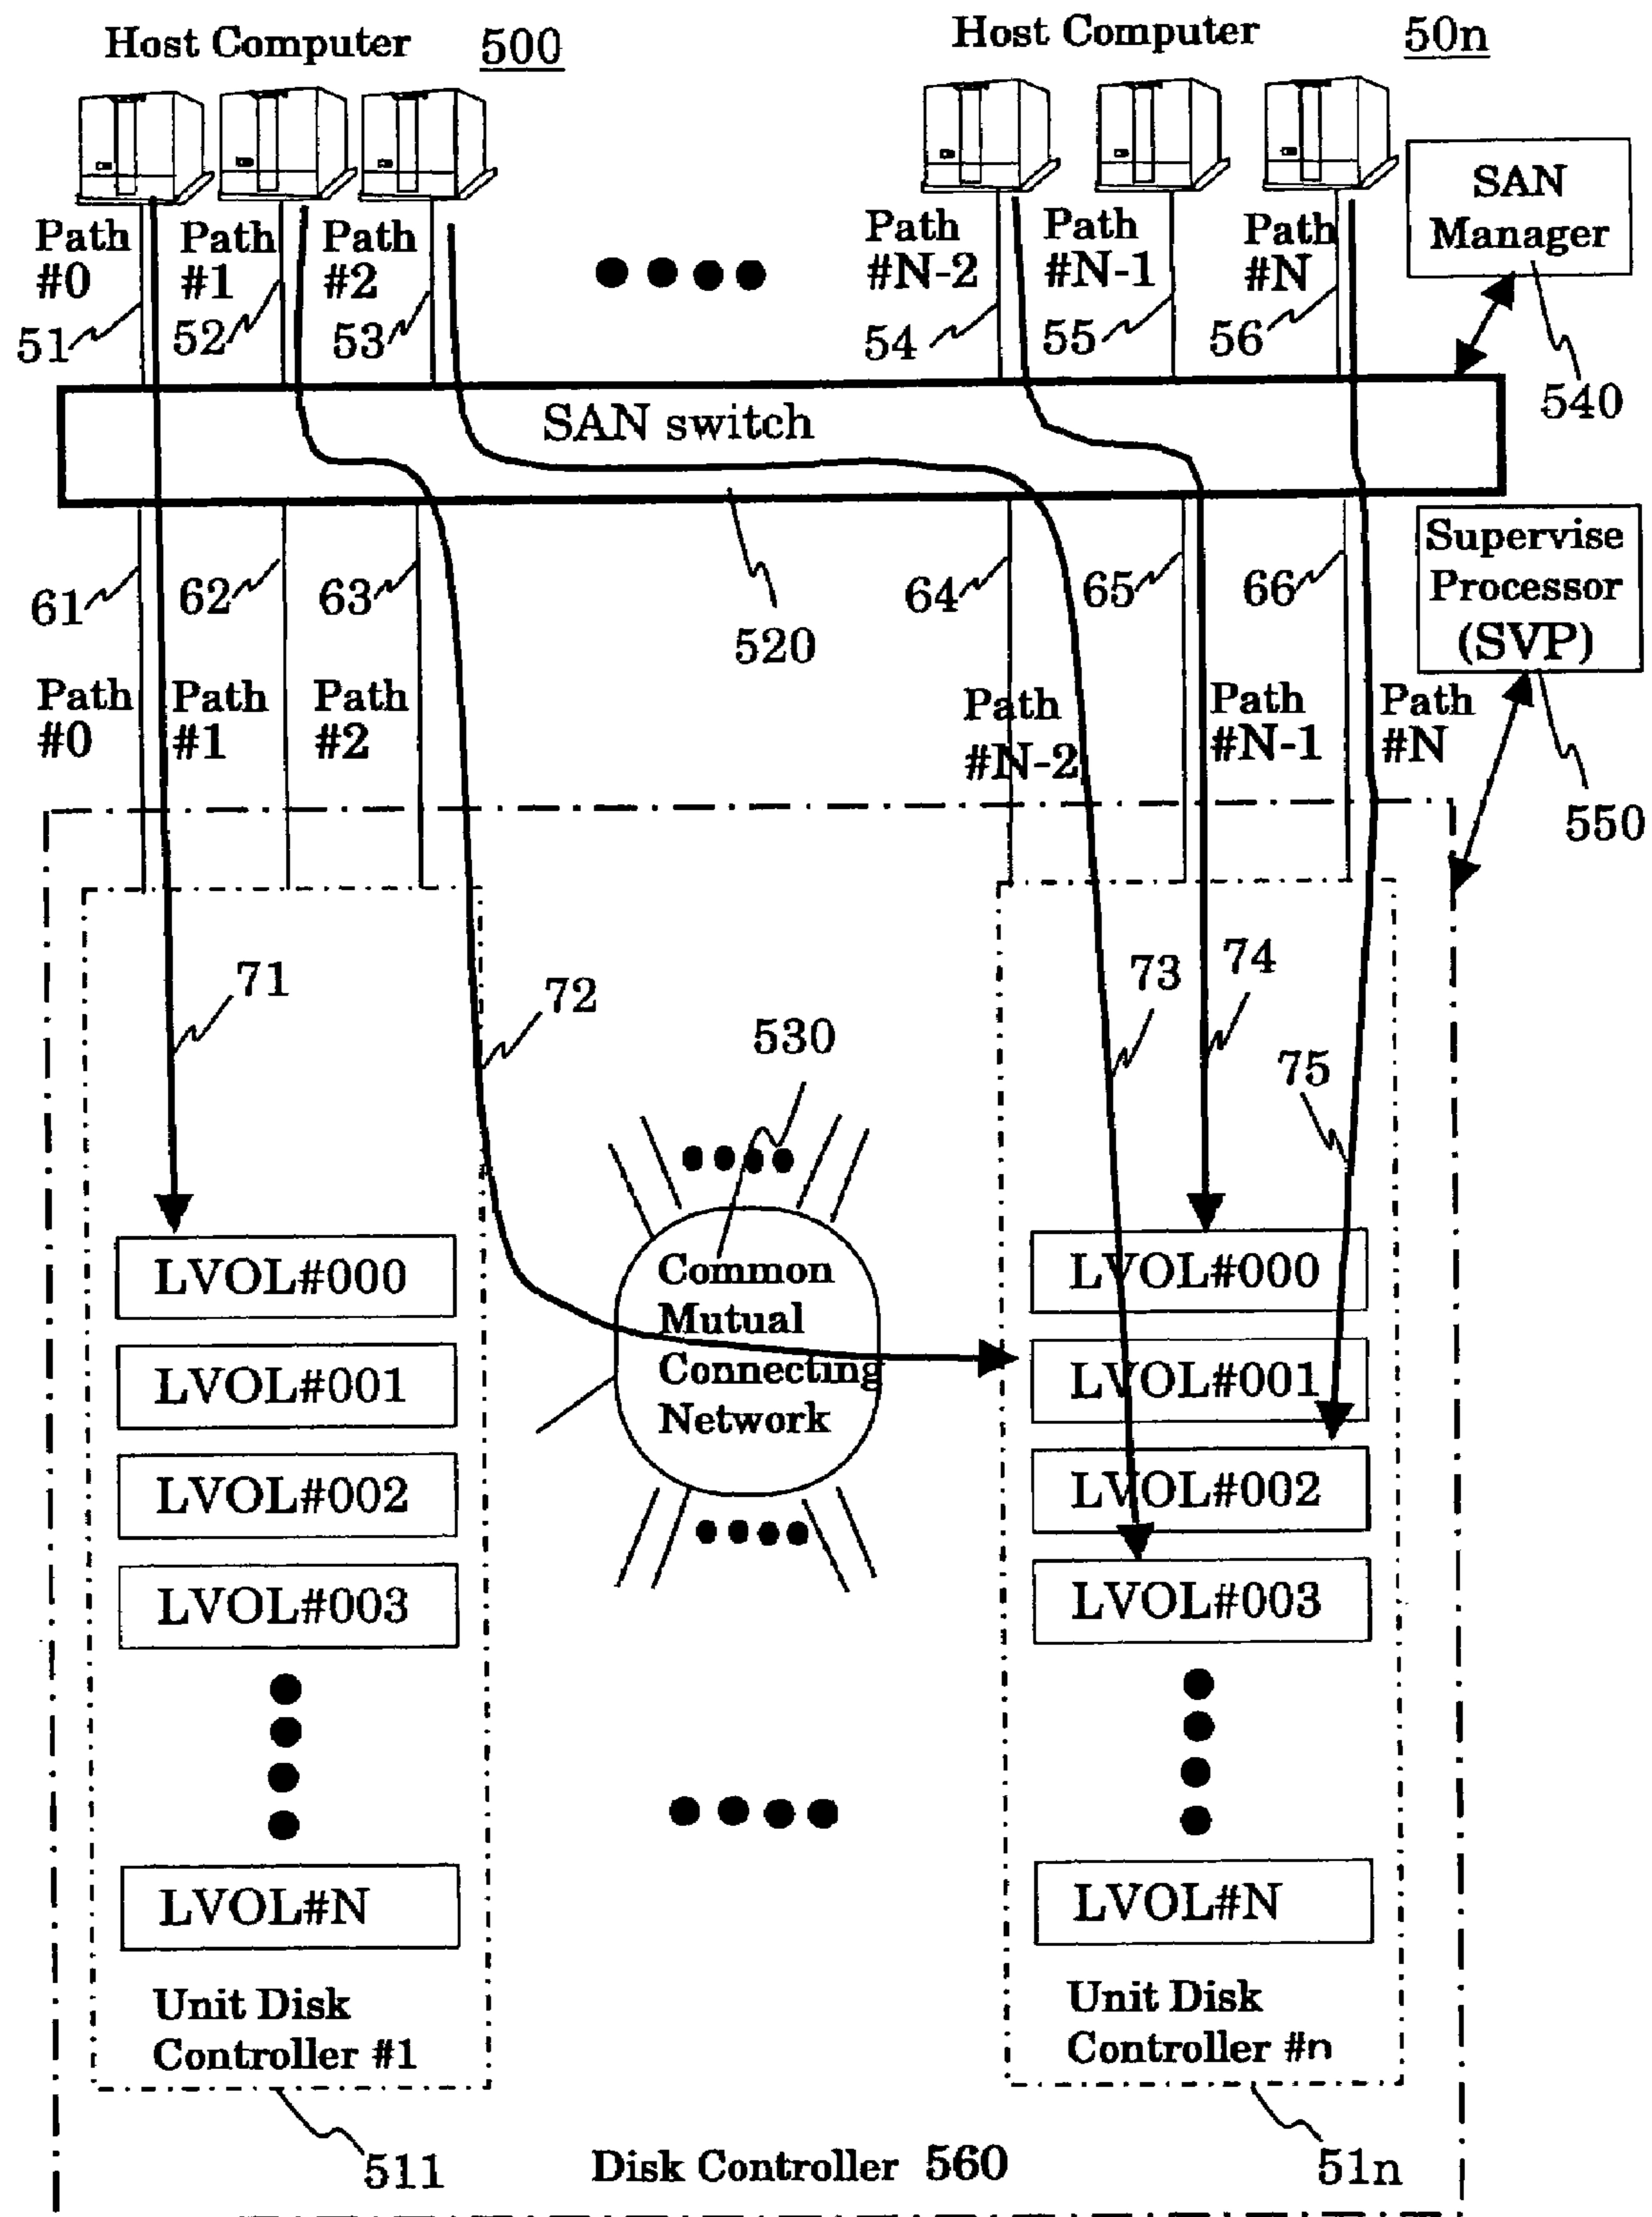 Host Computer 500
Host Computer 50n
SAN
Manager
540
Path
#0
Path
#1
Path
#2
Path
#N-2
Path
#N-1
Path
#N
51
52
53
54
55
56
SAN switch
520
Supervise
Processor
(SVP)
550
61
62
63
64
65
66
Path
#0
Path
#1
Path
#2
Path
#N-2
Path
#N-1
Path
#N
71
72
73
74
75
530
Common
Mutual
Connecting
Network
LVOL#000
LVOL#001
LVOL#002
LVOL#003
LVOL#N
Unit Disk
Controller #1
511
LVOL#000
LVOL#001
LVOL#002
LVOL#003
LVOL#N
Unit Disk
Controller #n
51n
Disk Controller 560